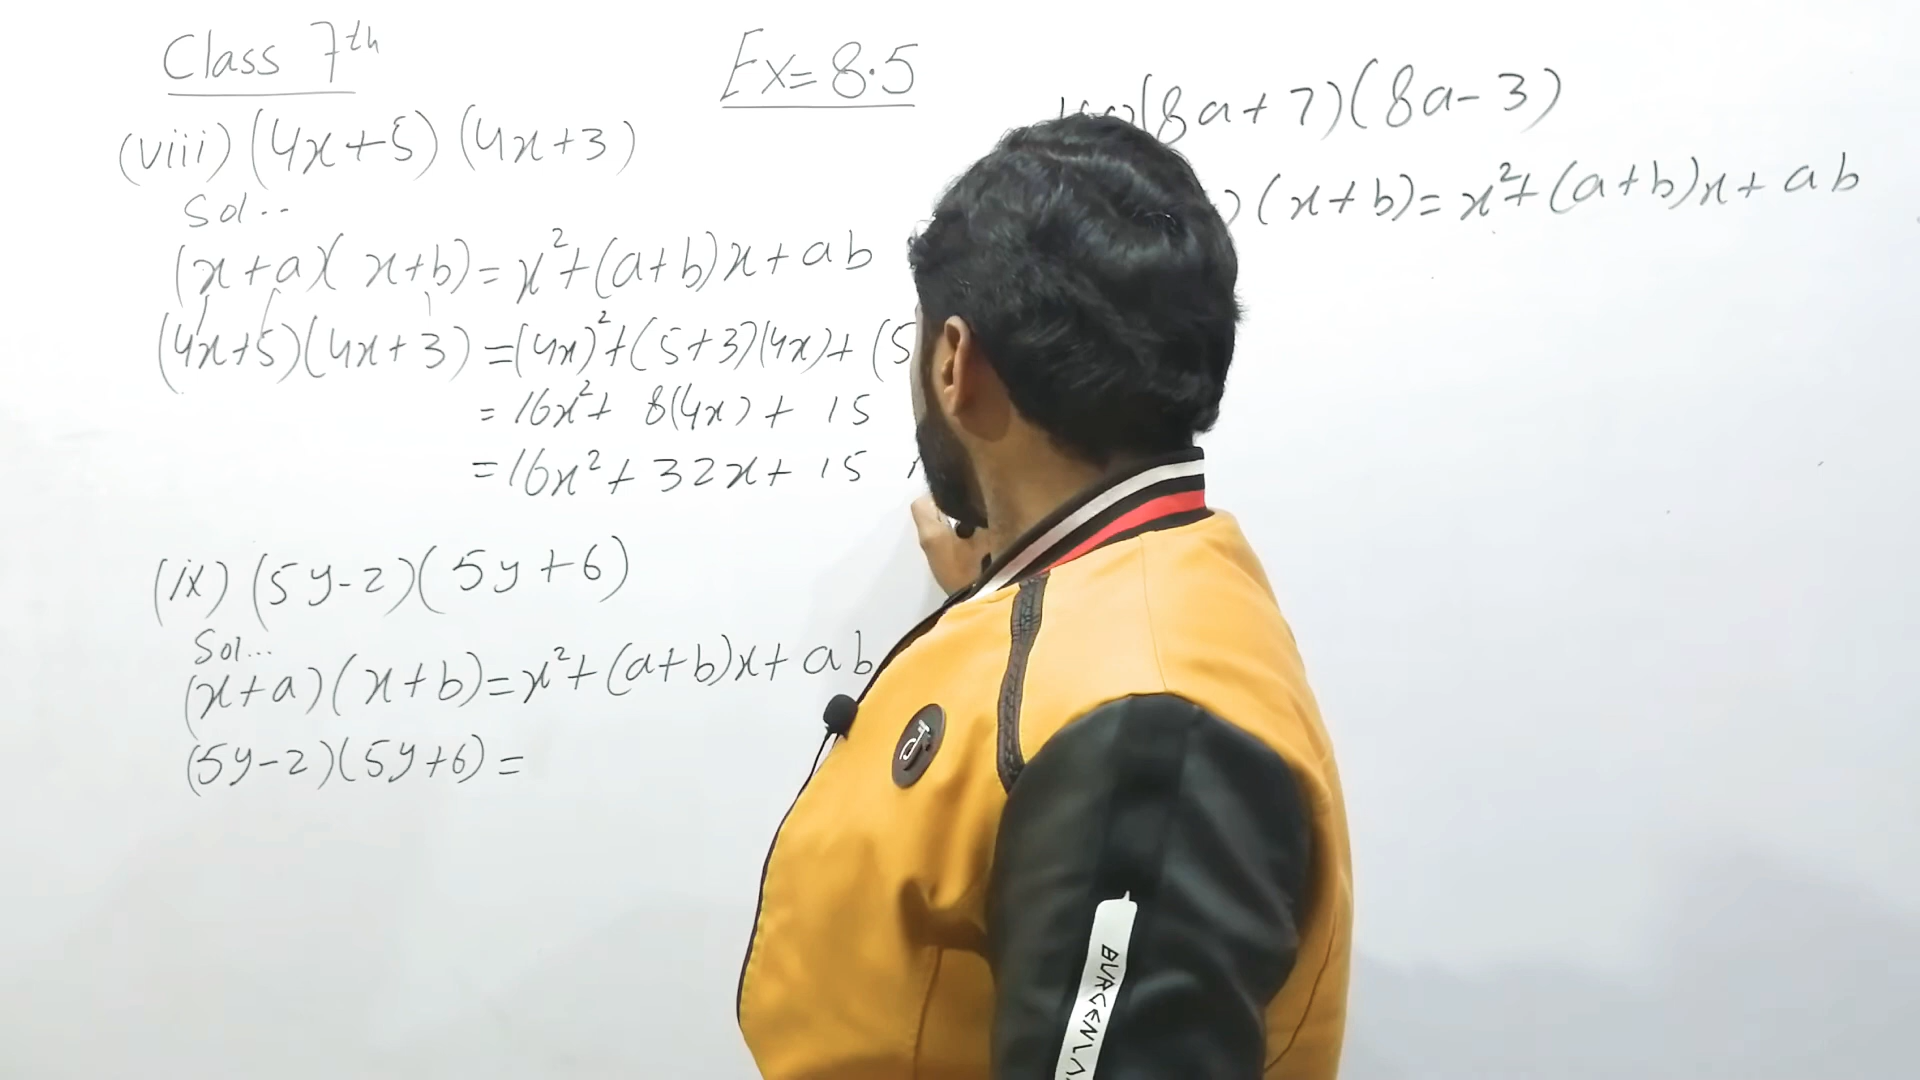 Class 7th
Ex=8.5
(viii) (4x+5) (4x+3)
Sol..
(x+a)(x+b)=x²+(a+b)x+ab
(4x+5)(4x+3)=(4x)²+(5+3)(4x)+(5
=16x²+ 8(4x)+ 15
=16x²+32x+ 15
(ix) (5y-2)(5y+6)
Sol...
(x+a)(x+b)=x²+(a+b)x+ab
(5y-2)(5y+6)=
(8a+7)(8a-3)
)(x+b)=x²+(a+b)x+ab